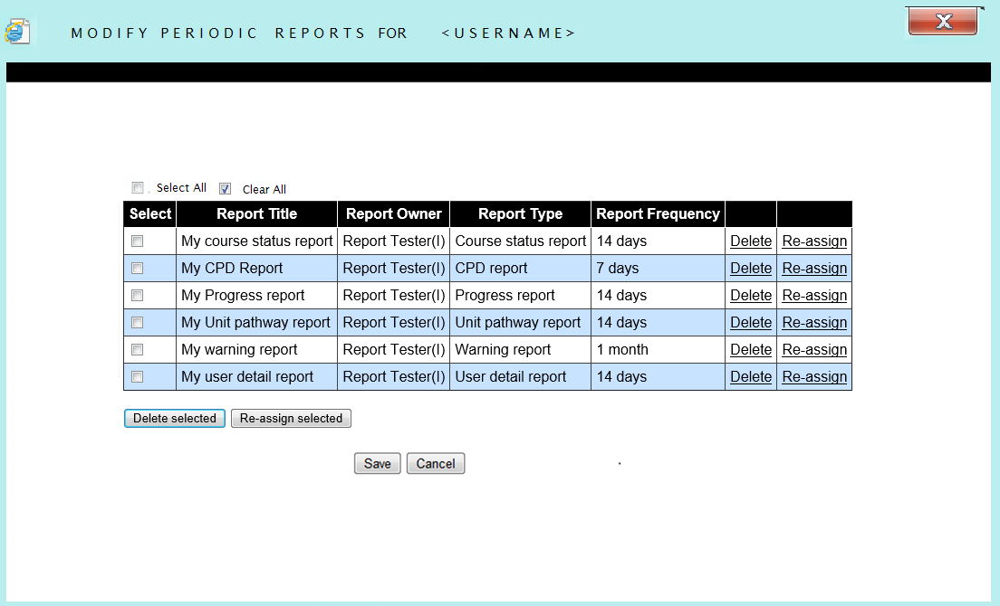 MODIFY PERIODIC REPORTS FOR <USERNAME>
X
Select All Clear All
Select Report Title Report Owner Report Type Report Frequency
My course status report Report Tester(I) Course status report 14 days Delete Re-assign
My CPD Report Report Tester(I) CPD report 7 days Delete Re-assign
My Progress report Report Tester(I) Progress report 14 days Delete Re-assign
My Unit pathway report Report Tester(I) Unit pathway report 14 days Delete Re-assign
My warning report Report Tester(I) Warning report 1 month Delete Re-assign
My user detail report Report Tester(I) User detail report 14 days Delete Re-assign
Delete selected Re-assign selected
Save Cancel